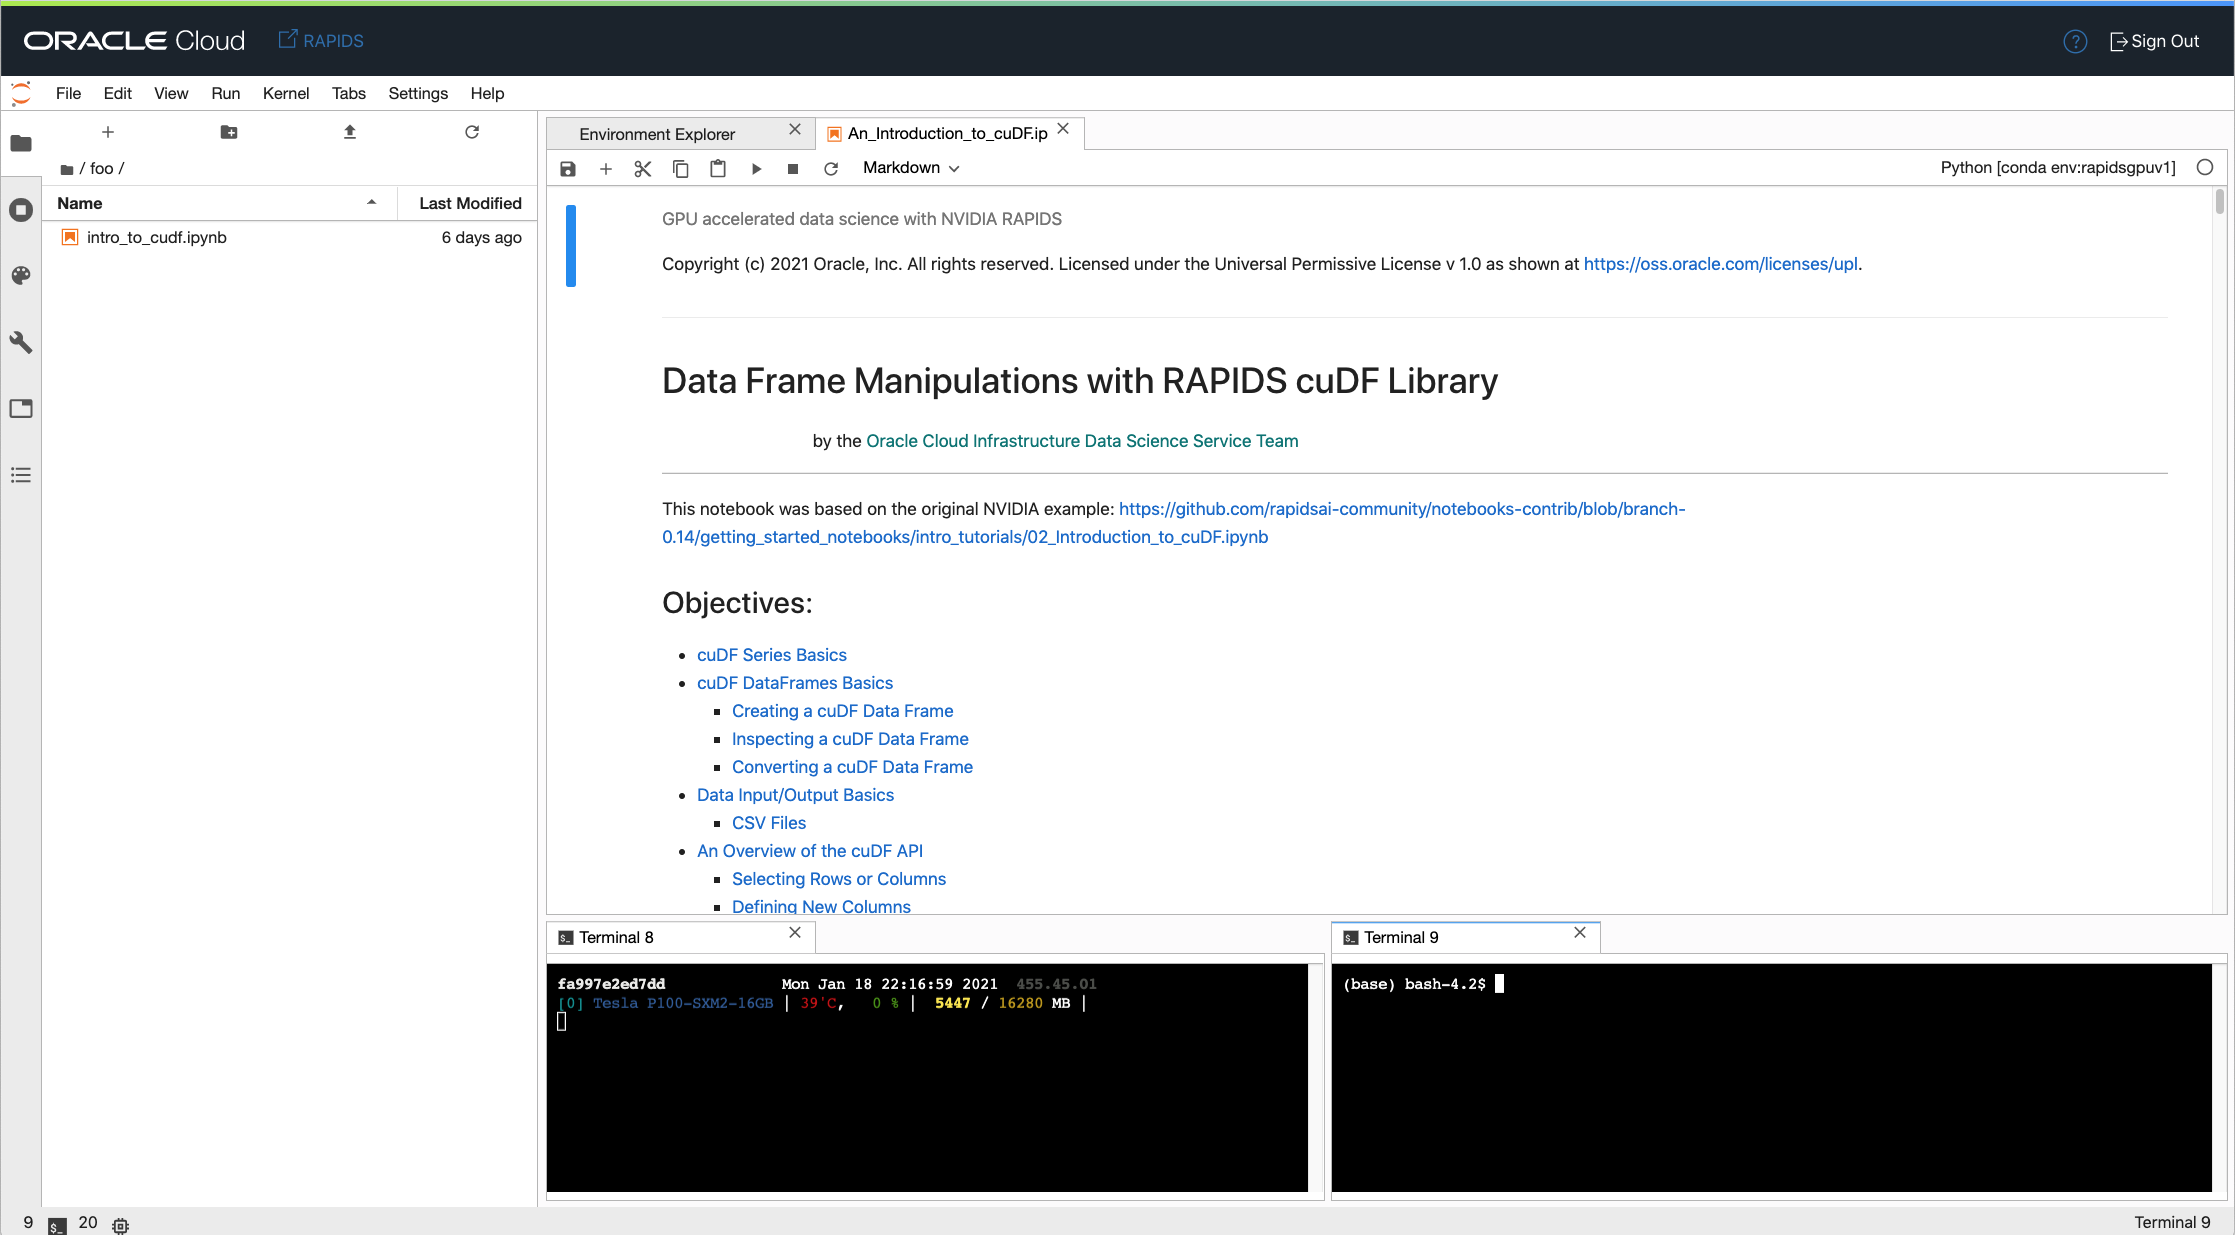 ORACLE Cloud RAPIDS ? Sign Out
File Edit View Run Kernel Tabs Settings Help
/ foo /
Name Last Modified
intro_to_cudf.ipynb 6 days ago
Environment Explorer An_Introduction_to_cuDF.ip
Markdown Python [conda env:rapidsgpuv1]
GPU accelerated data science with NVIDIA RAPIDS
Copyright (c) 2021 Oracle, Inc. All rights reserved. Licensed under the Universal Permissive License v 1.0 as shown at https://oss.oracle.com/licenses/upl.
Data Frame Manipulations with RAPIDS cuDF Library
by the Oracle Cloud Infrastructure Data Science Service Team
This notebook was based on the original NVIDIA example: https://github.com/rapidsai-community/notebooks-contrib/blob/branch-
0.14/getting_started_notebooks/intro_tutorials/02_Introduction_to_cuDF.ipynb
Objectives:
• cuDF Series Basics
• cuDF DataFrames Basics
▪ Creating a cuDF Data Frame
▪ Inspecting a cuDF Data Frame
▪ Converting a cuDF Data Frame
• Data Input/Output Basics
▪ CSV Files
• An Overview of the cuDF API
▪ Selecting Rows or Columns
▪ Defining New Columns
Terminal 8
fa997e2ed7dd Mon Jan 18 22:16:59 2021 455.45.01
[0] Tesla P100-SXM2-16GB | 39'C, 0 % | 5447 / 16280 MB |
Terminal 9
(base) bash-4.2$
9 $_ 20 Terminal 9